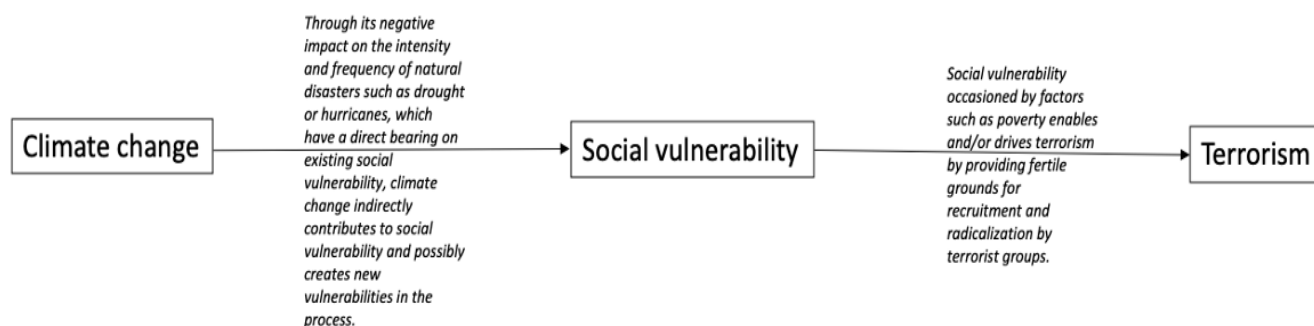 Climate change
Through its negative
impact on the intensity
and frequency of natural
disasters such as drought
or hurricanes, which
have a direct bearing on
existing social
vulnerability, climate
change indirectly
contributes to social
vulnerability and possibly
creates new
vulnerabilities in the
process.
Social vulnerability
Social vulnerability
occasioned by factors
such as poverty enables
and/or drives terrorism
by providing fertile
grounds for
recruitment and
radicalization by
terrorist groups.
Terrorism